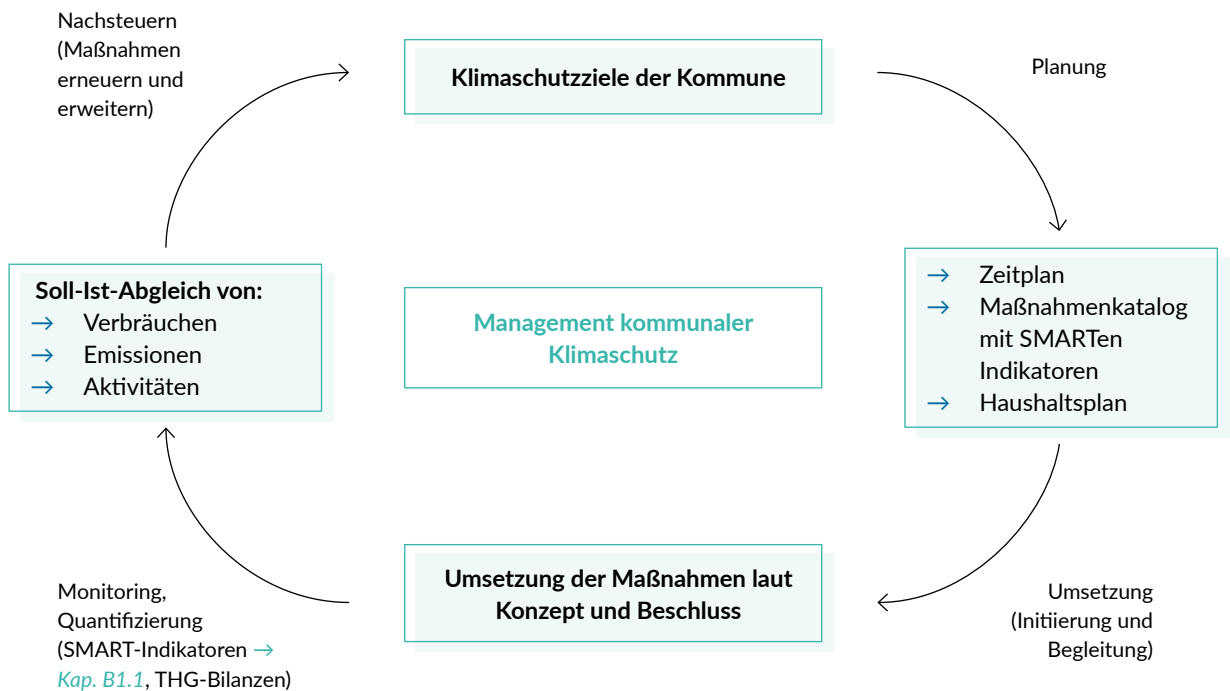 Nachsteuern
(Maßnahmen
erneuern und
erweitern)
Klimaschutzziele der Kommune
Planung
Soll-Ist-Abgleich von:
→ Verbräuchen
→ Emissionen
→ Aktivitäten
Management kommunaler
Klimaschutz
→ Zeitplan
→ Maßnahmenkatalog
mit SMARTen
Indikatoren
→ Haushaltsplan
Monitoring,
Quantifizierung
(SMART-Indikatoren →
Kap. B1.1, THG-Bilanzen)
Umsetzung der Maßnahmen laut
Konzept und Beschluss
Umsetzung
(Initiierung und
Begleitung)